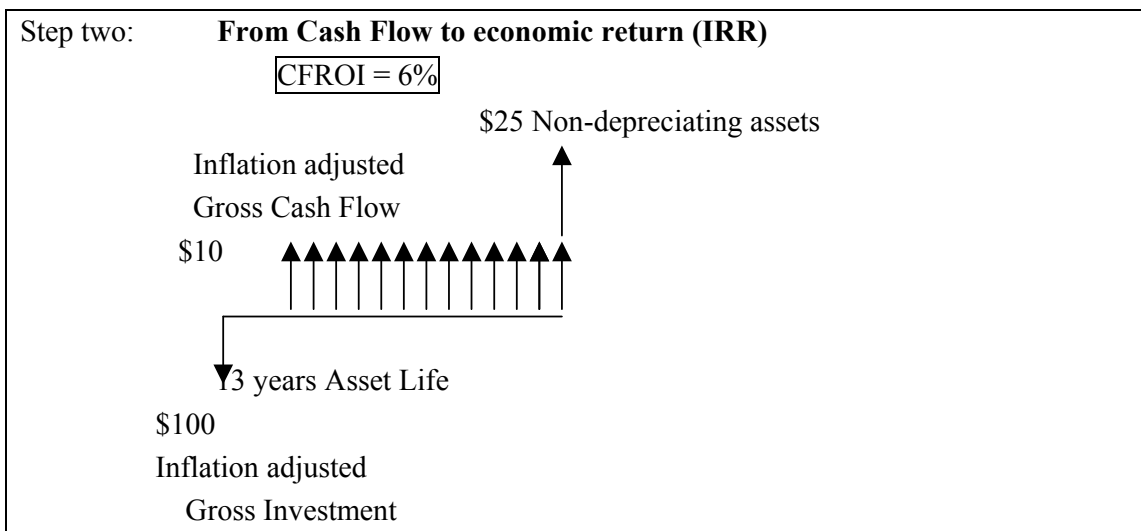 Step two: From Cash Flow to economic return (IRR)
CFROI = 6%
$25 Non-depreciating assets
Inflation adjusted
Gross Cash Flow
$10
13 years Asset Life
$100
Inflation adjusted
Gross Investment